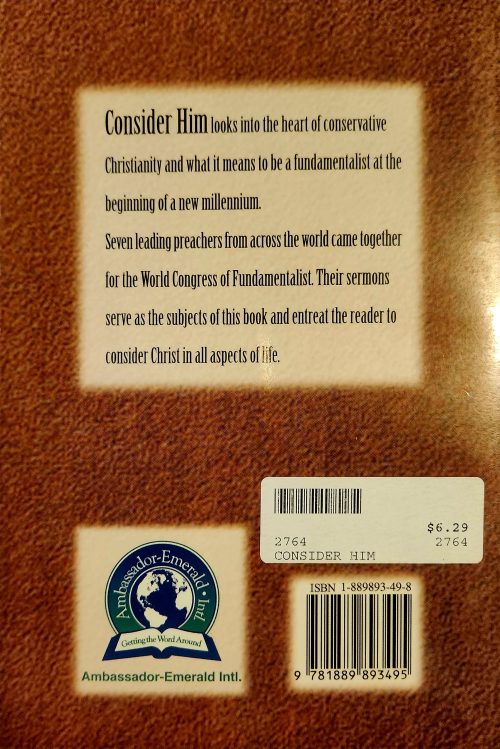 Consider Him looks into the heart of conservative
Christianity and what it means to be a fundamentalist at the
beginning of a new millennium.
Seven leading preachers from across the world came together
for the World Congress of Fundamentalist. Their sermons
serve as the subjects of this book and entreat the reader to
consider Christ in all aspects of life.
$6.29
2764 2764
CONSIDER HIM
Ambassador-Emerald • Intl
Getting the Word Around
Ambassador-Emerald Intl.
ISBN 1-889893-49-8
9 781889 893495